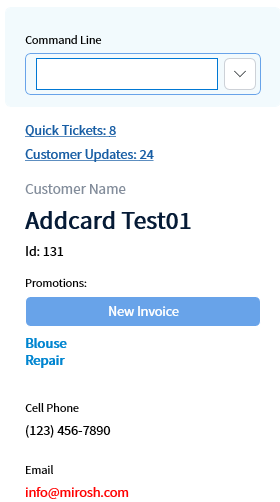 Command Line
Quick Tickets: 8
Customer Updates: 24
Customer Name
Addcard Test01
Id: 131
Promotions:
New Invoice
Blouse
Repair
Cell Phone
(123) 456-7890
Email
info@mirosh.com